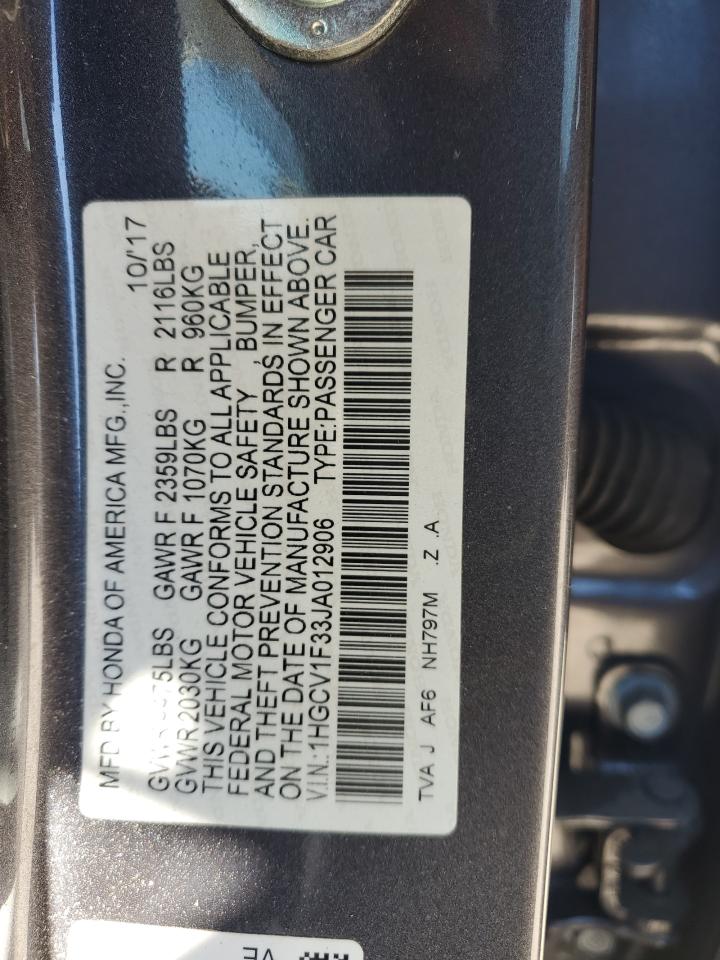 MFD BY HONDA OF AMERICA MFG.,INC. 10/'17
GAWR F 2359LBS R 2116LBS
GVWR 2030KG GAWR F 1070KG R 960KG
THIS VEHICLE CONFORMS TO ALL APPLICABLE
FEDERAL MOTOR VEHICLE SAFETY, BUMPER,
AND THEFT PREVENTION STANDARDS IN EFFECT
ON THE DATE OF MANUFACTURE SHOWN ABOVE.
V.I.N.: 1HGCV1F33JA012906 TYPE:PASSENGER CAR
TVA J AF6 NH797M .Z .A
VE